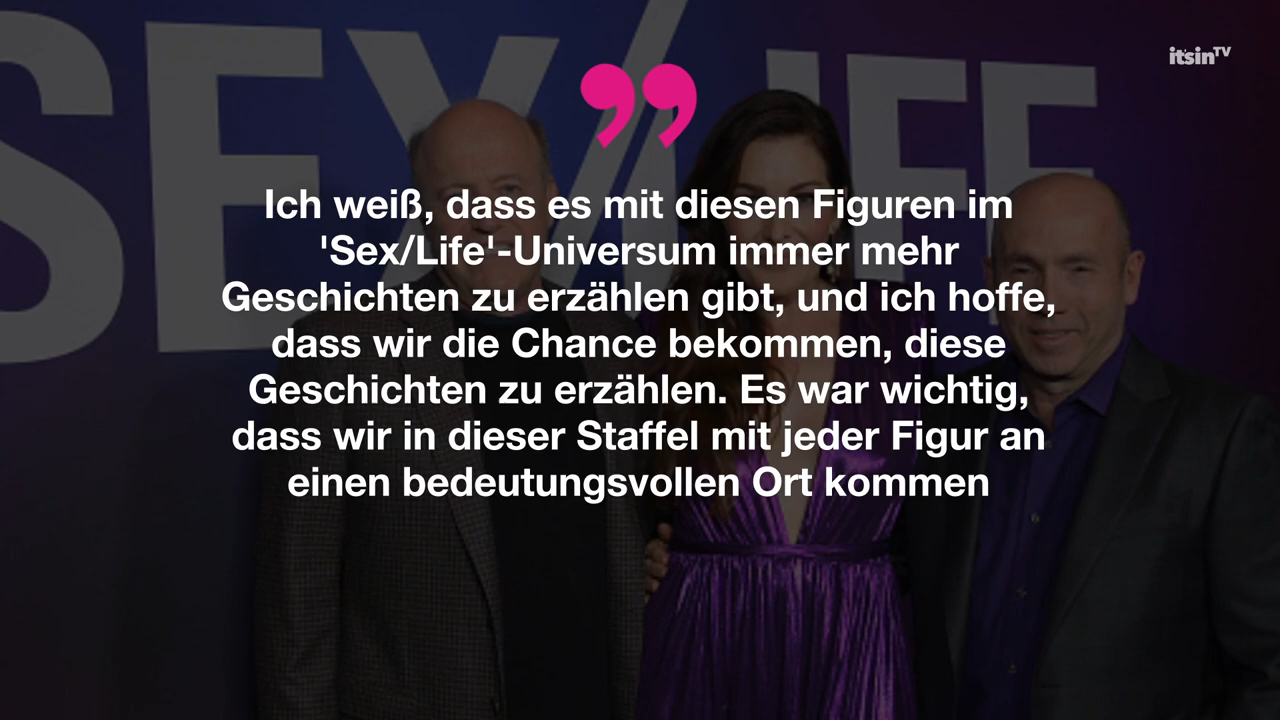 SEX/LIFE
itsinTV
Ich weiß, dass es mit diesen Figuren im
'Sex/Life'-Universum immer mehr
Geschichten zu erzählen gibt, und ich hoffe,
dass wir die Chance bekommen, diese
Geschichten zu erzählen. Es war wichtig,
dass wir in dieser Staffel mit jeder Figur an
einen bedeutungsvollen Ort kommen